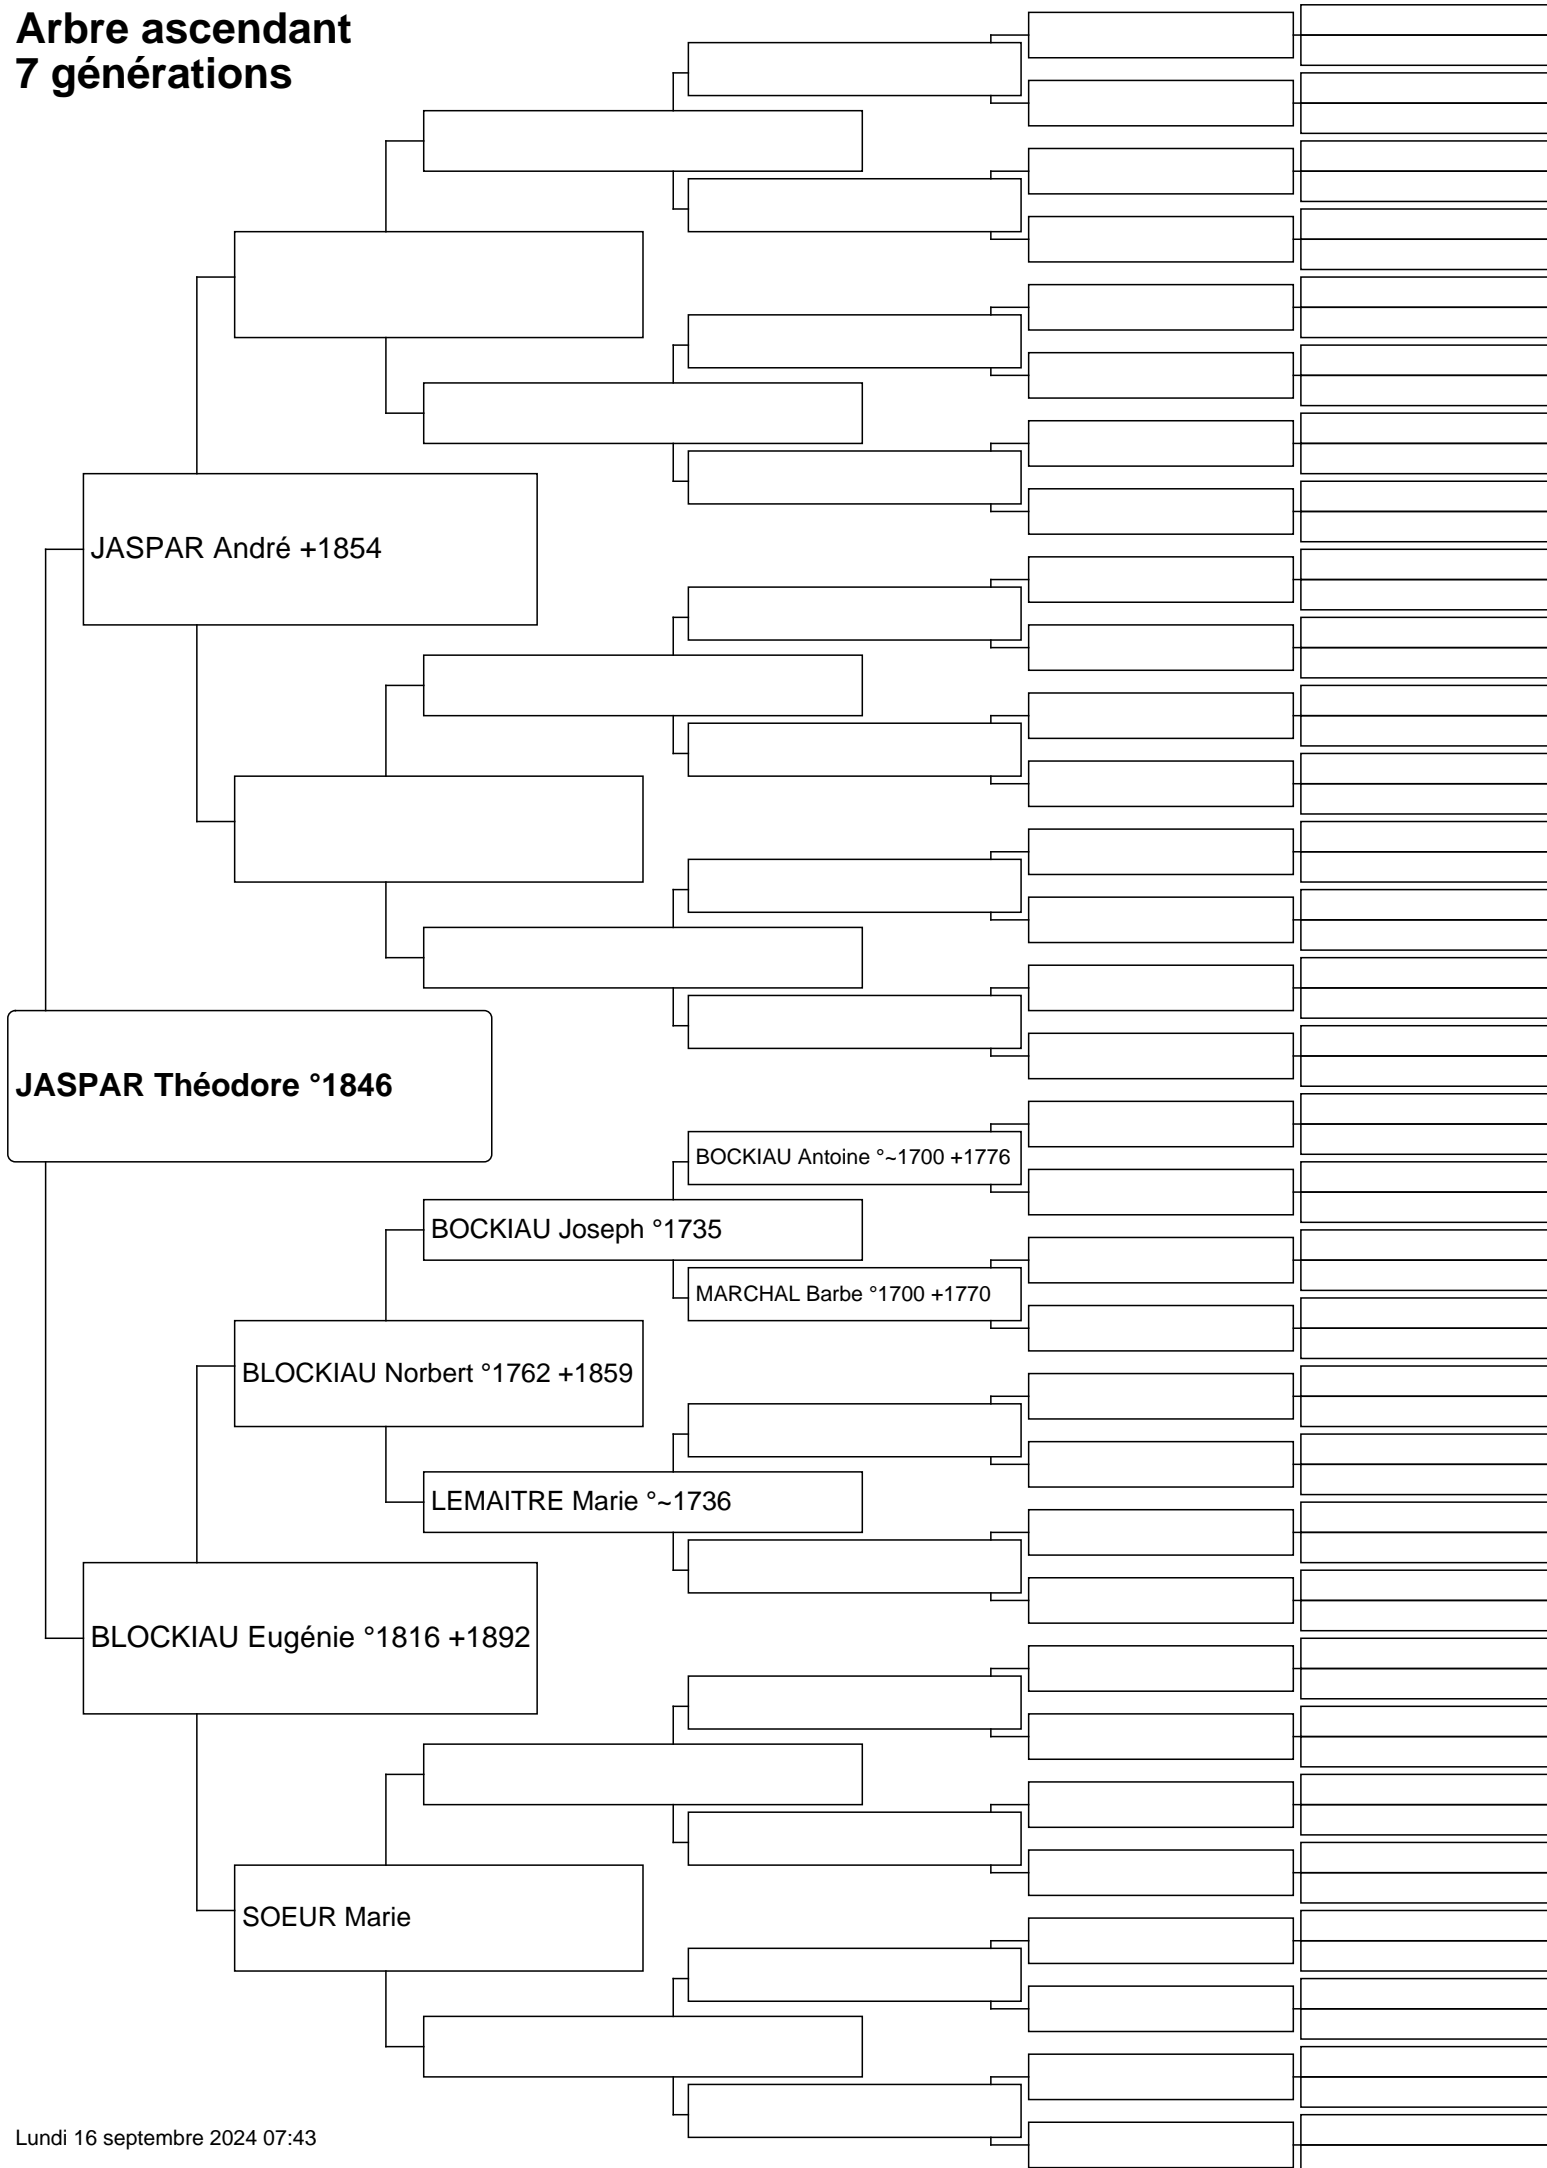 Arbre ascendant
7 générations
JASPAR André +1854
JASPAR Théodore °1846
BOCKIAU Antoine °~1700 +1776
BOCKIAU Joseph °1735
MARCHAL Barbe °1700 +1770
BLOCKIAU Norbert °1762 +1859
LEMAITRE Marie °~1736
BLOCKIAU Eugénie °1816 +1892
SOEUR Marie
Lundi 16 septembre 2024 07:43